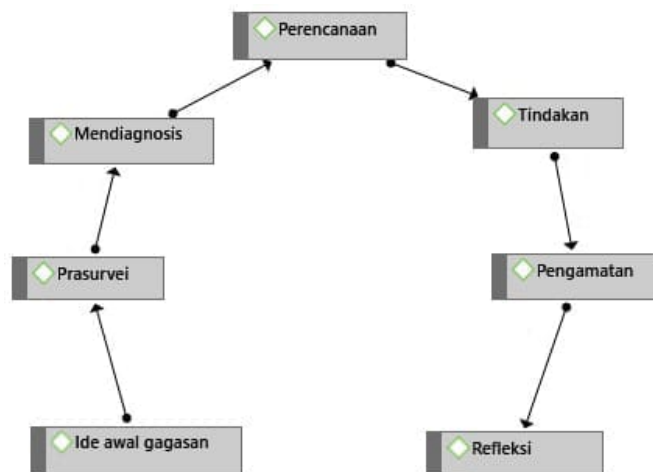 Perencanaan
Mendiagnosis
Tindakan
Prasurvei
Pengamatan
Ide awal gagasan
Refleksi